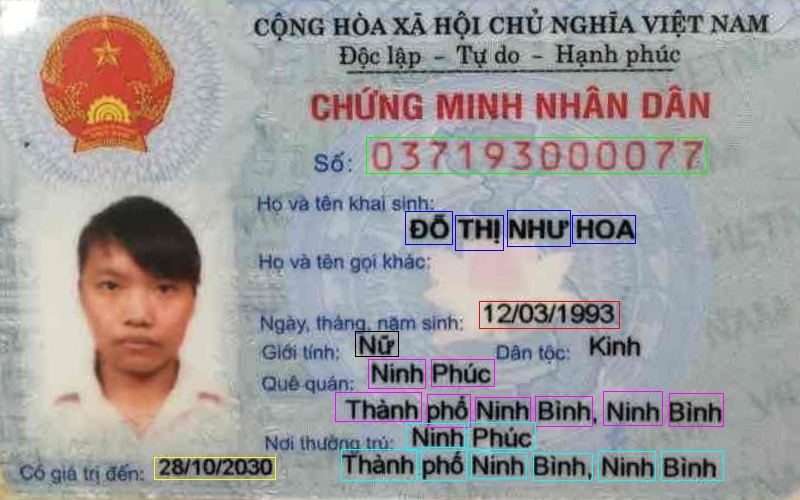 CỘNG HÒA XÃ HỘI CHỦ NGHĨA VIỆT NAM
Độc lập - Tự do - Hạnh phúc
CHỨNG MINH NHÂN DÂN
Số: 037193000077
Họ và tên khai sinh:
ĐỖ THỊ NHƯ HOA
Họ và tên gọi khác:
Ngày, tháng, năm sinh: 12/03/1993
Giới tính: Nữ Dân tộc: Kinh
Quê quán: Ninh Phúc
Thành phố Ninh Bình, Ninh Bình
Nơi thường trú: Ninh Phúc
Có giá trị đến: 28/10/2030 Thành phố Ninh Bình, Ninh Bình